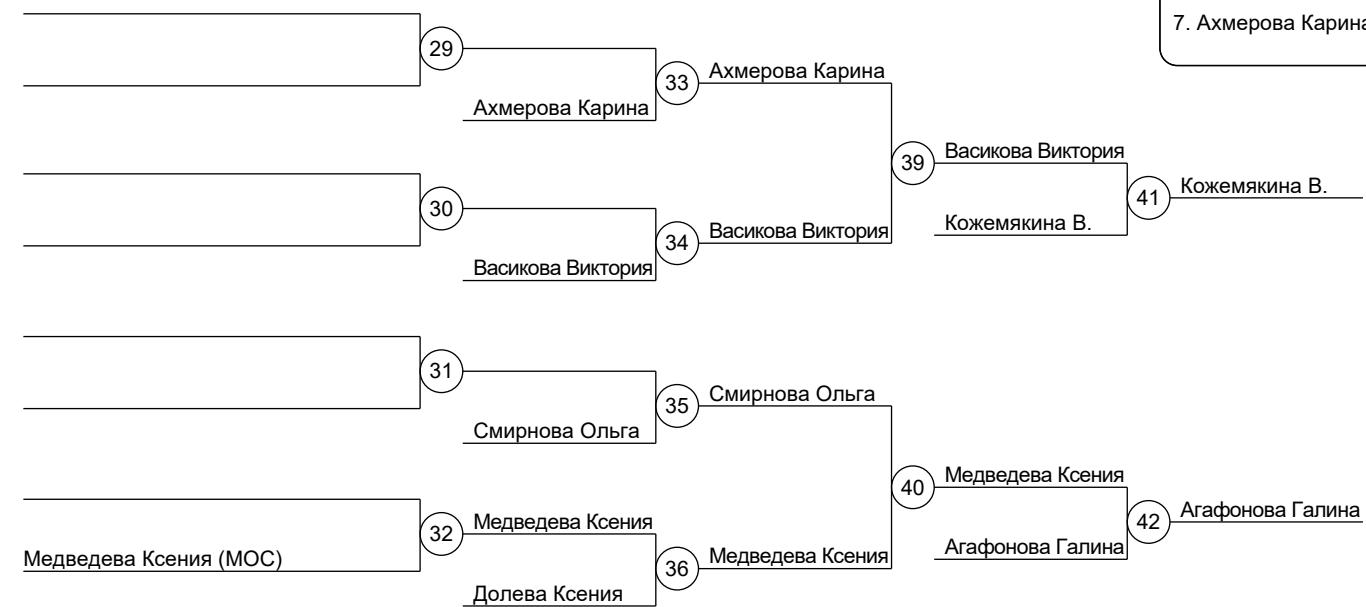 7. Ахмерова Карина
29
33
Ахмерова Карина
Ахмерова Карина
39
Васикова Виктория
41
Кожемякина В.
30
34
Васикова Виктория
Кожемякина В.
Васикова Виктория
31
35
Смирнова Ольга
Смирнова Ольга
40
Медведева Ксения
42
Агафонова Галина
32
Медведева Ксения
36
Медведева Ксения
Агафонова Галина
Медведева Ксения (МОС)
Долева Ксения